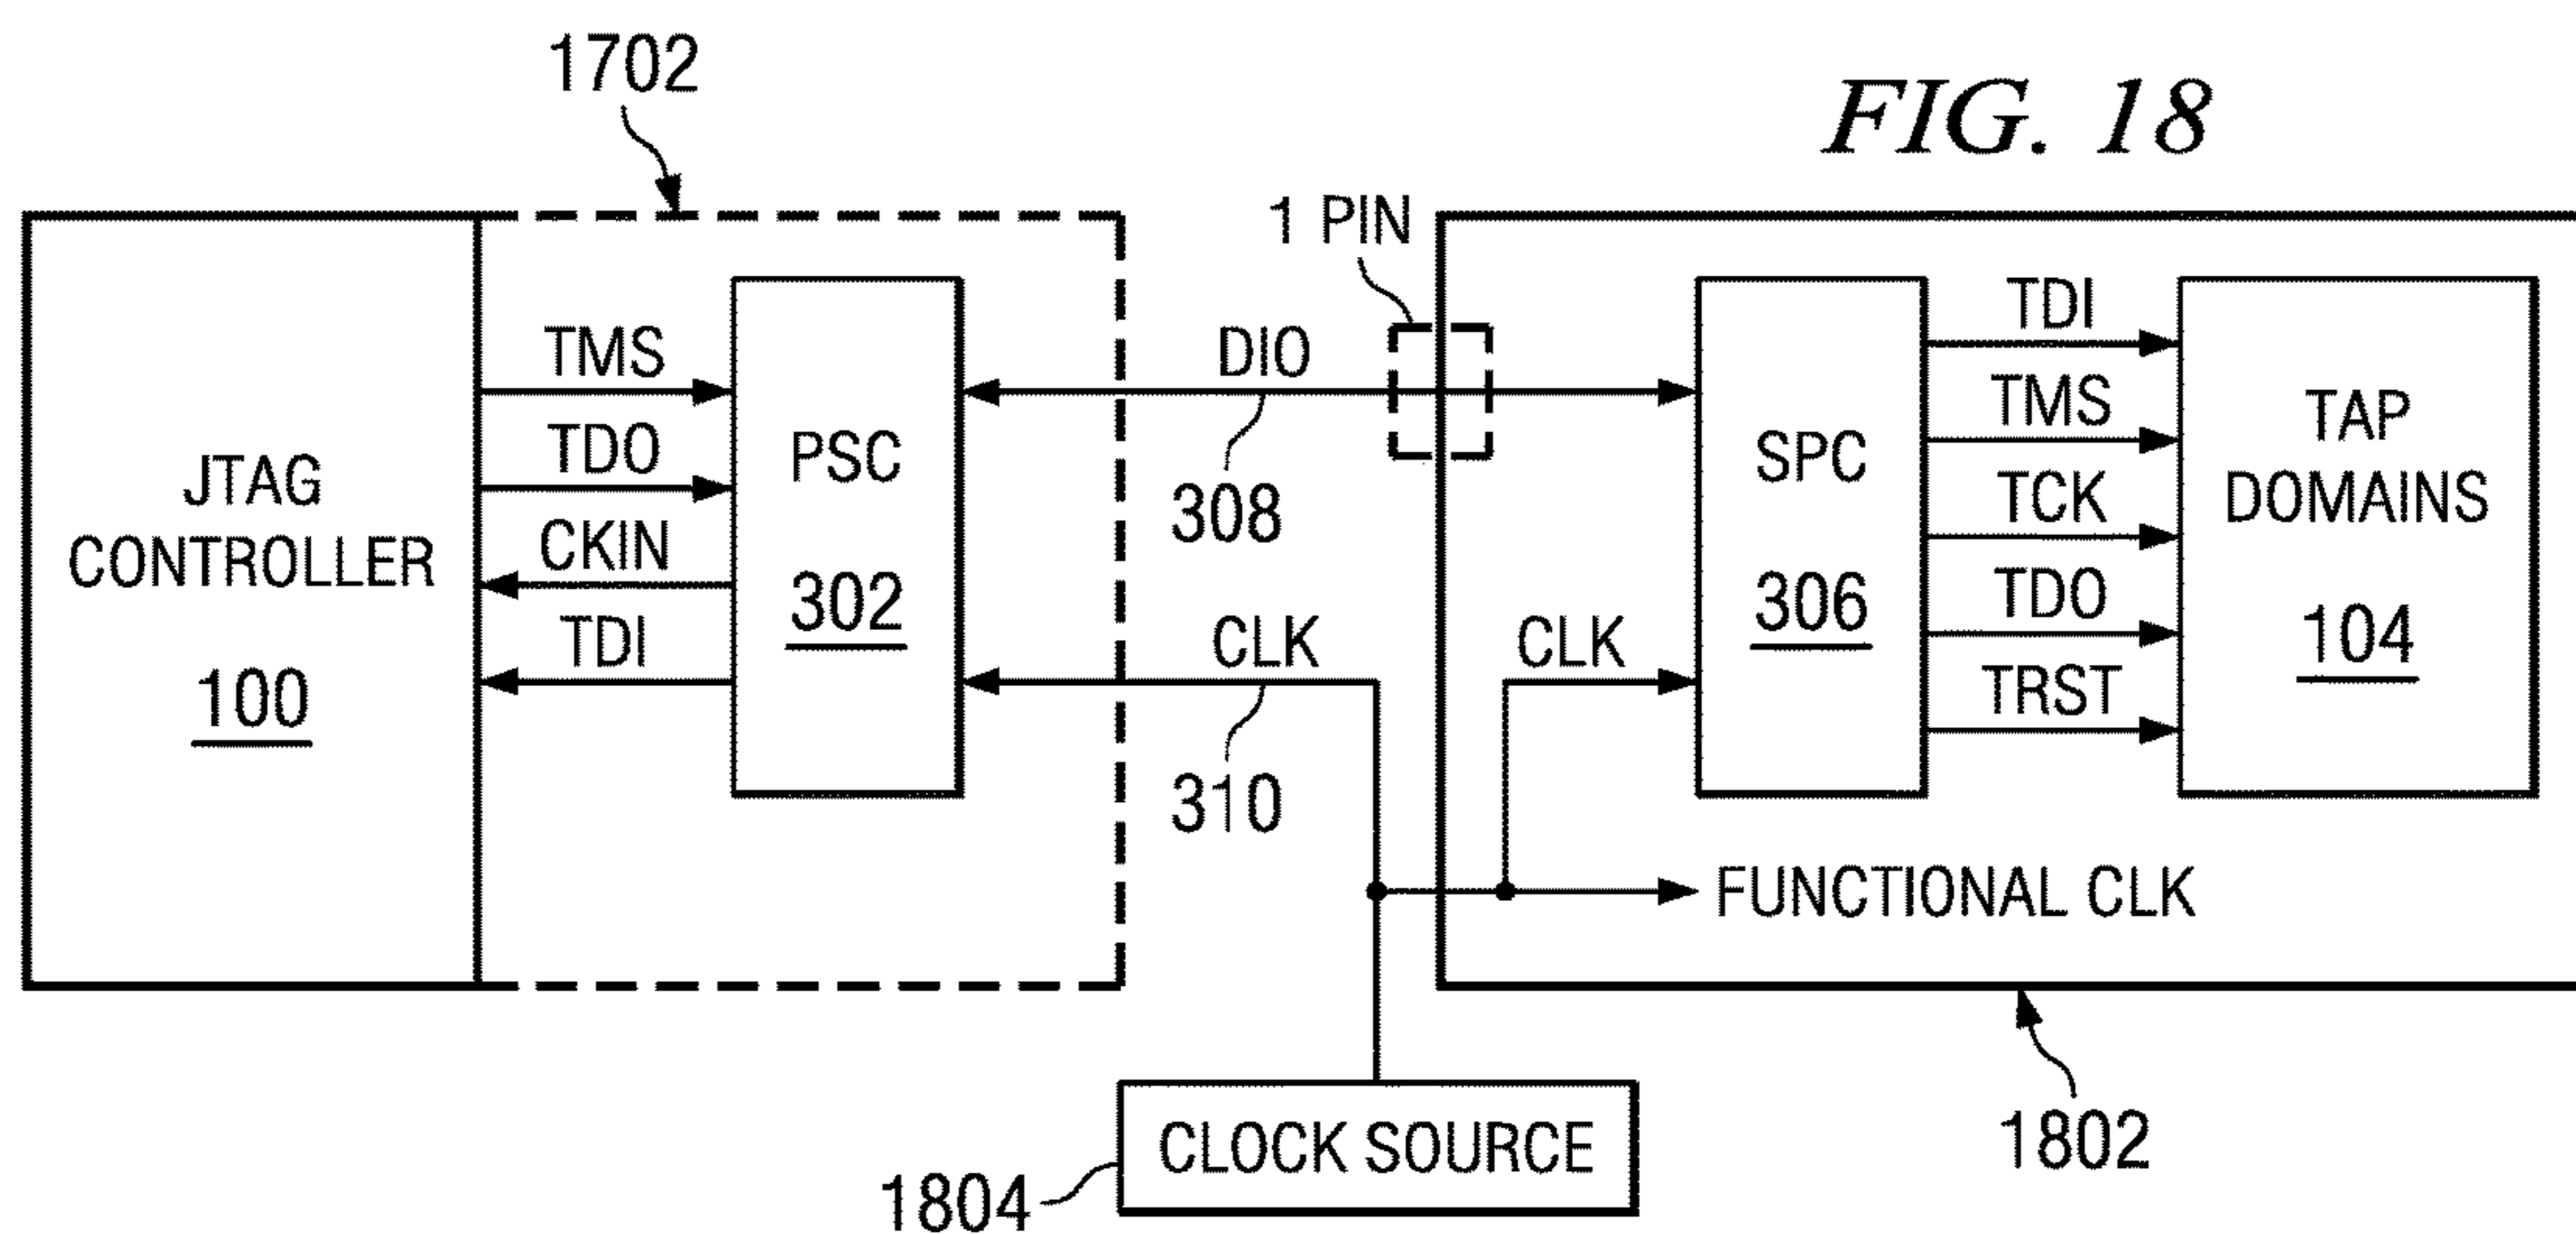 1702
FIG. 18
1 PIN
JTAG
CONTROLLER
100
TMS
TDO
CKIN
TDI
PSC
302
DIO
308
CLK
310
CLK
SPC
306
TDI
TMS
TCK
TDO
TRST
TAP
DOMAINS
104
FUNCTIONAL CLK
CLOCK SOURCE
1804
1802